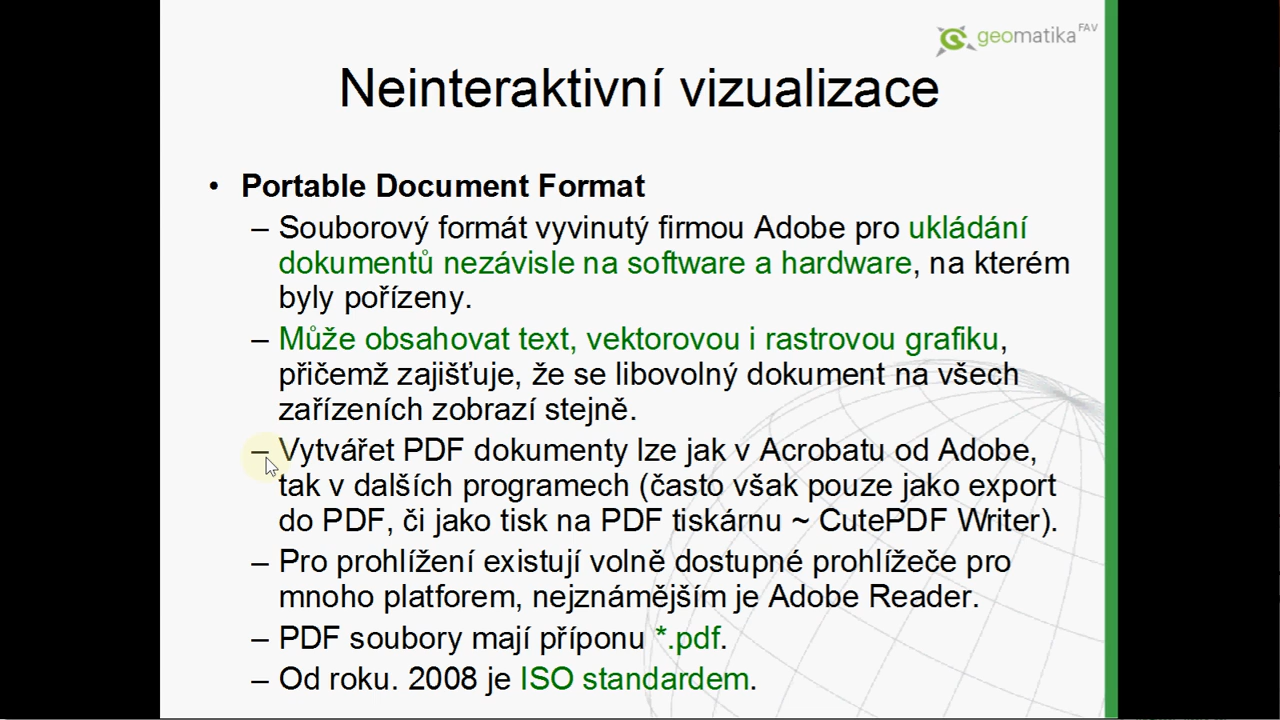 geomatika FAV
Neinteraktivní vizualizace
• Portable Document Format
– Souborový formát vyvinutý firmou Adobe pro ukládání
dokumentů nezávisle na software a hardware, na kterém
byly pořízeny.
– Může obsahovat text, vektorovou i rastrovou grafiku,
přičemž zajišťuje, že se libovolný dokument na všech
zařízeních zobrazí stejně.
– Vytvářet PDF dokumenty lze jak v Acrobatu od Adobe,
tak v dalších programech (často však pouze jako export
do PDF, či jako tisk na PDF tiskárnu ~ CutePDF Writer).
– Pro prohlížení existují volně dostupné prohlížeče pro
mnoho platforem, nejznámějším je Adobe Reader.
– PDF soubory mají příponu *.pdf.
– Od roku. 2008 je ISO standardem.